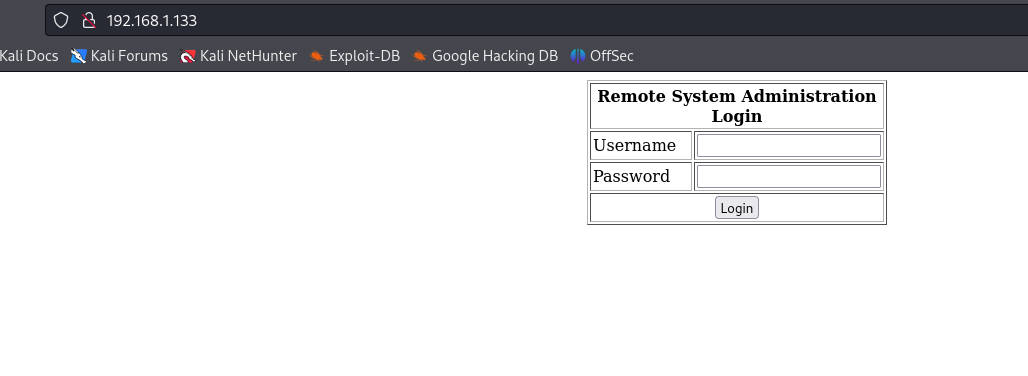 192.168.1.133
Kali Docs Kali Forums Kali NetHunter Exploit-DB Google Hacking DB OffSec
Remote System Administration
Login
Username
Password
Login